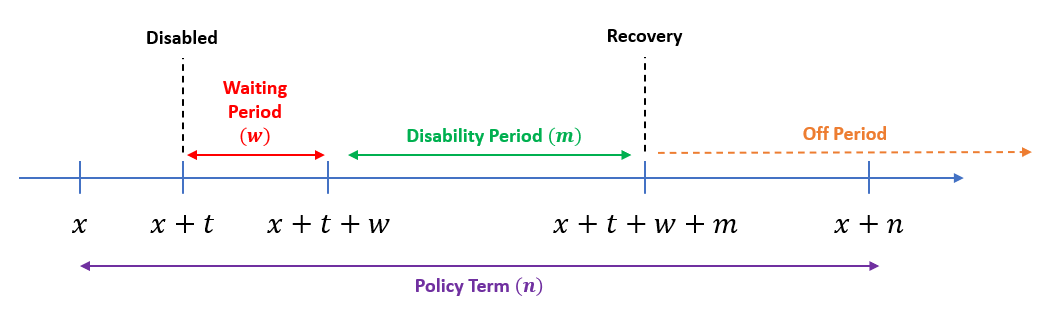 Disabled
Recovery
Waiting
Period
(w)
Disability Period (m)
Off Period
x
x + t
x + t + w
x + t + w + m
x + n
Policy Term (n)